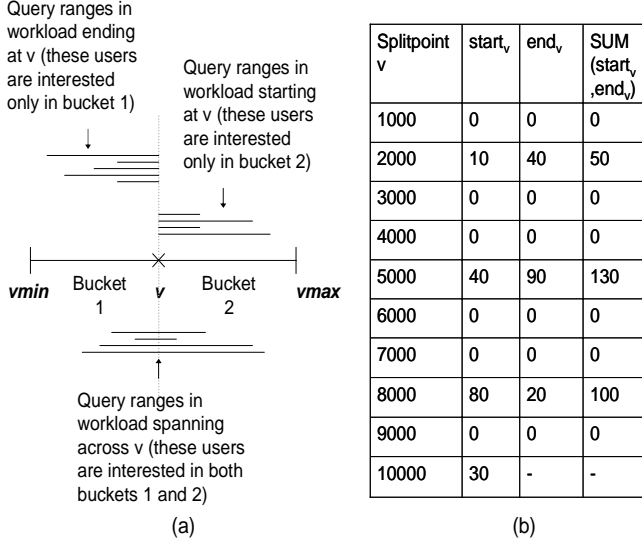 Query ranges in
workload ending
at v (these users
are interested
only in bucket 1)
Query ranges in
workload starting
at v (these users
are interested
only in bucket 2)
vmin
Bucket
1
v
Bucket
2
vmax
Query ranges in
workload spanning
across v (these users
are interested in both
buckets 1 and 2)
(a)
Splitpoint v startv endv SUM (startv ,endv)
1000 0 0 0
2000 10 40 50
3000 0 0 0
4000 0 0 0
5000 40 90 130
6000 0 0 0
7000 0 0 0
8000 80 20 100
9000 0 0 0
10000 30 - -
(b)